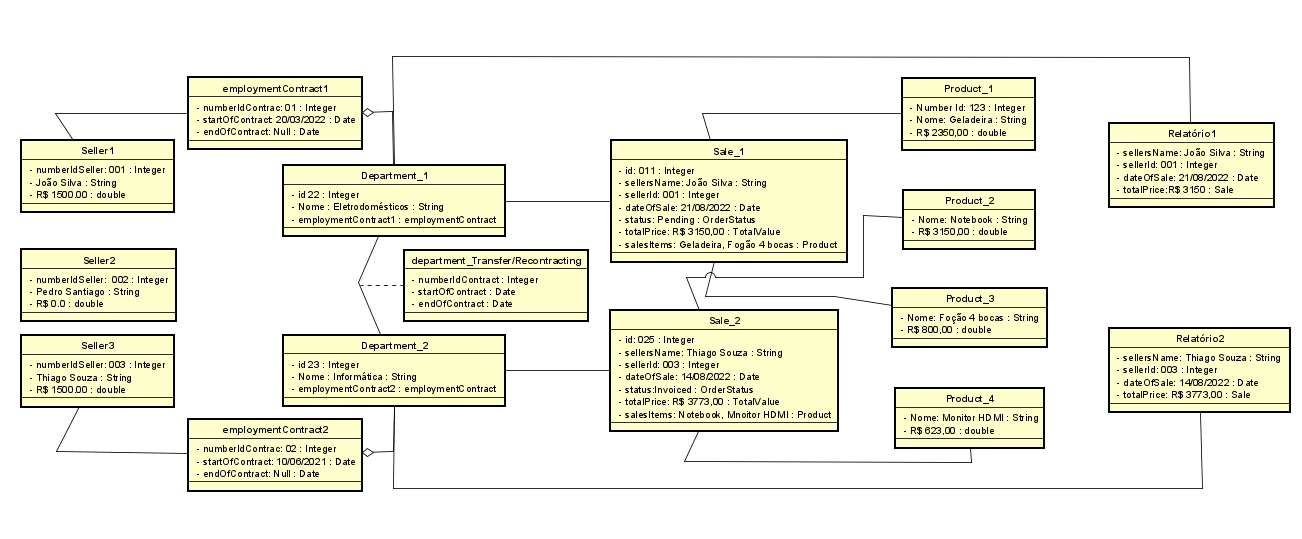 employmentContract1
- numberIdContrac: 01 : Integer
- startOfContract: 20/03/2022 : Date
- endOfContract: Null : Date
Seller1
- numberIdSeller: 001 : Integer
- João Silva : String
- R$ 1500.00 : double
Department_1
- id 22 : Integer
- Nome : Eletrodomésticos : String
- employmentContract1 : employmentContract
Seller2
- numberIdSeller: 002 : Integer
- Pedro Santiago : String
- R$ 0.0 : double
department_Transfer/Recontracting
- numberIdContract : Integer
- startOfContract : Date
- endOfContract : Date
Seller3
- numberIdSeller: 003 : Integer
- Thiago Souza : String
- R$ 1500.00 : double
Department_2
- id 23 : Integer
- Nome : Informática : String
- employmentContract2 : employmentContract
employmentContract2
- numberIdContrac: 02 : Integer
- startOfContract: 10/06/2021 : Date
- endOfContract: Null : Date
Sale_1
- id: 011 : Integer
- sellersName: João Silva : String
- sellerId: 001 : Integer
- dateOfSale: 21/08/2022 : Date
- status: Pending : OrderStatus
- totalPrice: R$ 3150,00 : TotalValue
- salesItems: Geladeira, Fogão 4 bocas : Product
Sale_2
- id: 025 : Integer
- sellersName: Thiago Souza : String
- sellerId: 003 : Integer
- dateOfSale: 14/08/2022 : Date
- status:Invoiced : OrderStatus
- totalPrice: R$ 3773,00 : TotalValue
- salesItems: Notebook, Mnoitor HDMI : Product
Product_1
- Number Id: 123 : Integer
- Nome: Geladeira : String
- R$ 2350,00 : double
Product_2
- Nome: Notebook : String
- R$ 3150,00 : double
Product_3
- Nome: Foção 4 bocas : String
- R$ 800,00 : double
Product_4
- Nome: Monitor HDMI : String
- R$ 623,00 : double
Relatório1
- sellersName: João Silva : String
- sellerId: 001 : Integer
- dateOfSale: 21/08/2022 : Date
- totalPrice:R$ 3150 : Sale
Relatório2
- sellersName: Thiago Souza : String
- sellerId: :003 : Integer
- dateOfSale: 14/08/2022 : Date
- totalPrice: R$ 3773,00 : Sale